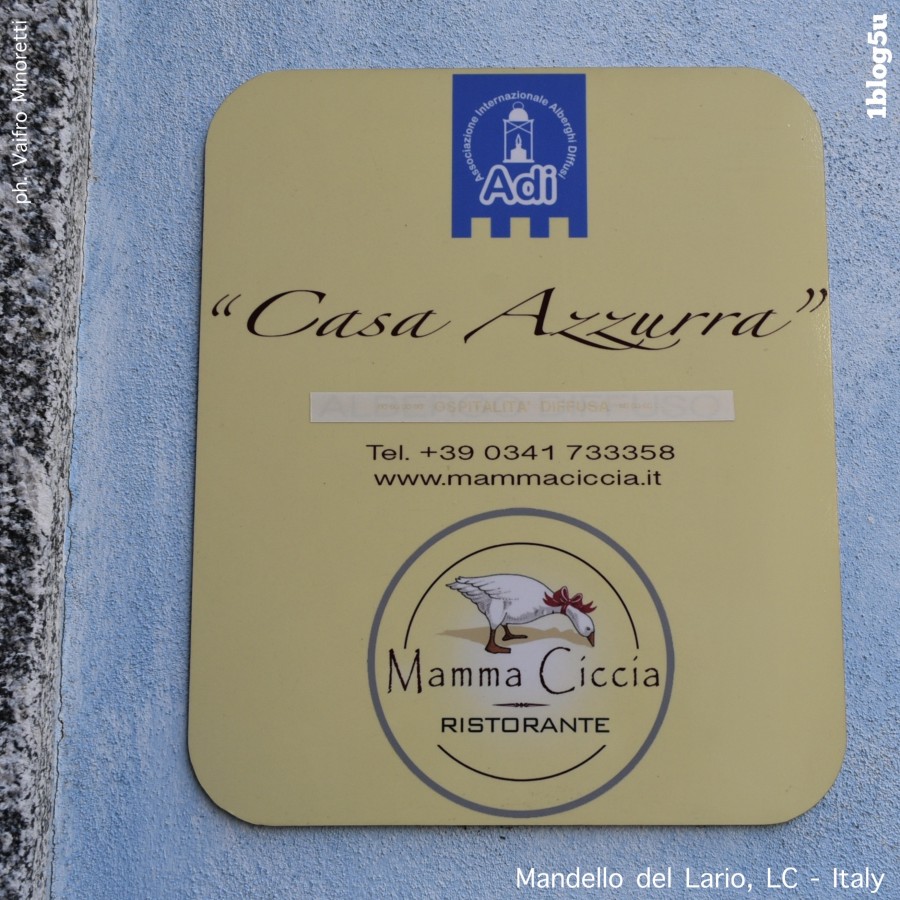 ph. Vaifro Minoretti
1blog5u
Associazione Internazionale Alberghi Diffusi
Adi
“Casa Azzurra”
OSPITALITA' DIFFUSA
Tel. +39 0341 733358
www.mammaciccia.it
Mamma Ciccia
RISTORANTE
Mandello del Lario, LC - Italy